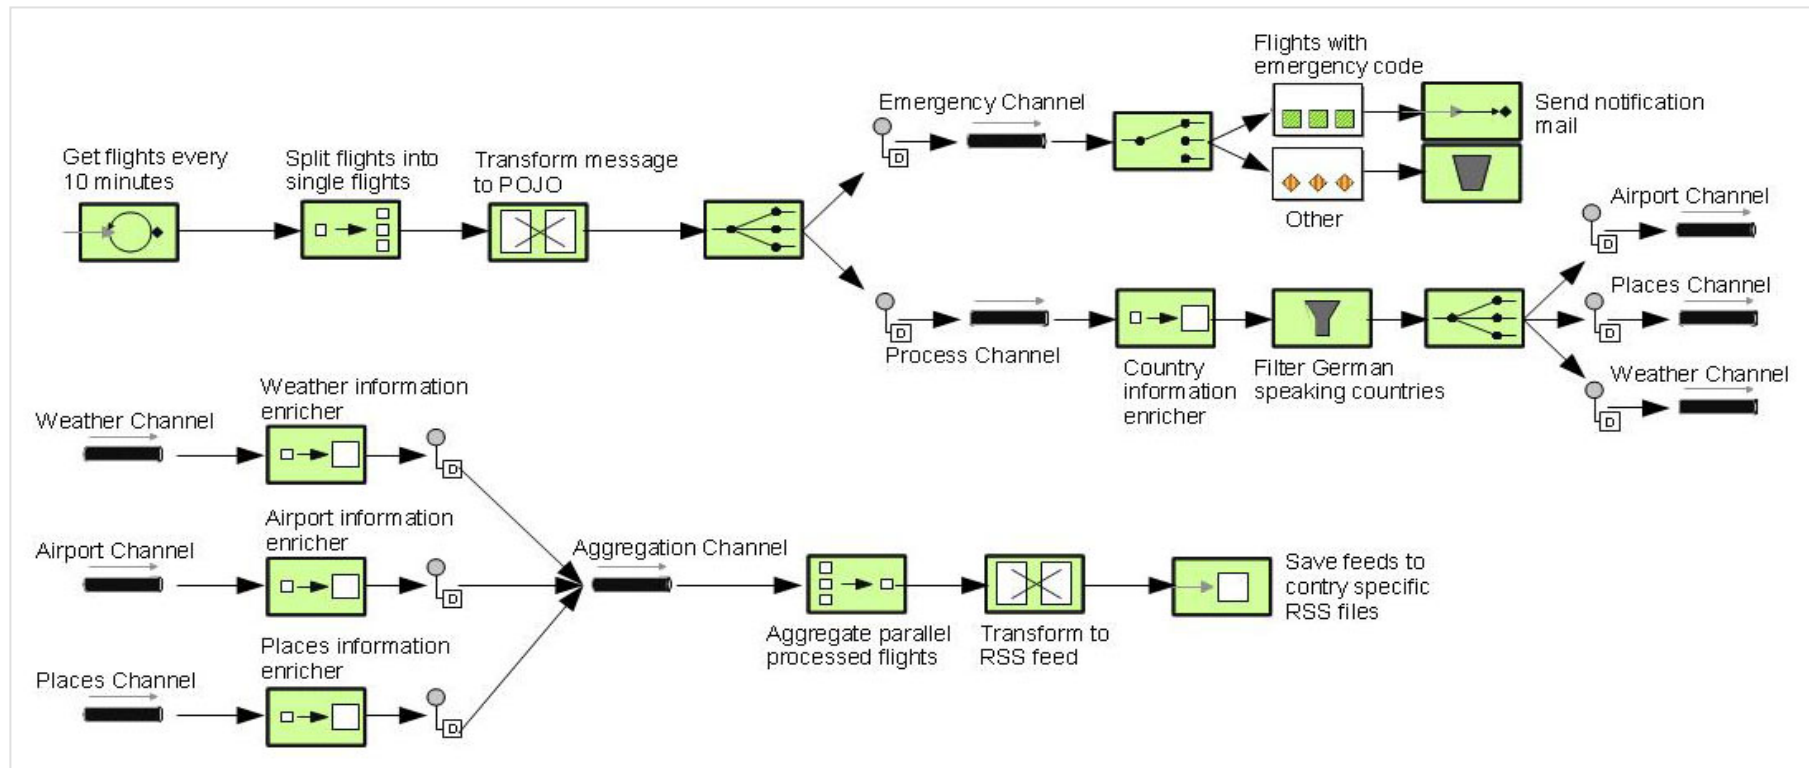 Flights with
emergency code
Emergency Channel
Send notification
mail
Get flights every
10 minutes
Split flights into
single flights
Transform message
to POJO
D
Other
Airport Channel
D
Places Channel
D
D
Process Channel
Country
information
enricher
Filter German
speaking countries
Weather Channel
D
Weather information
enricher
Weather Channel
D
Airport information
enricher
Airport Channel
D
Aggregation Channel
Save feeds to
contry specific
RSS files
Aggregate parallel
processed flights
Transform to
RSS feed
Places information
enricher
Places Channel
D